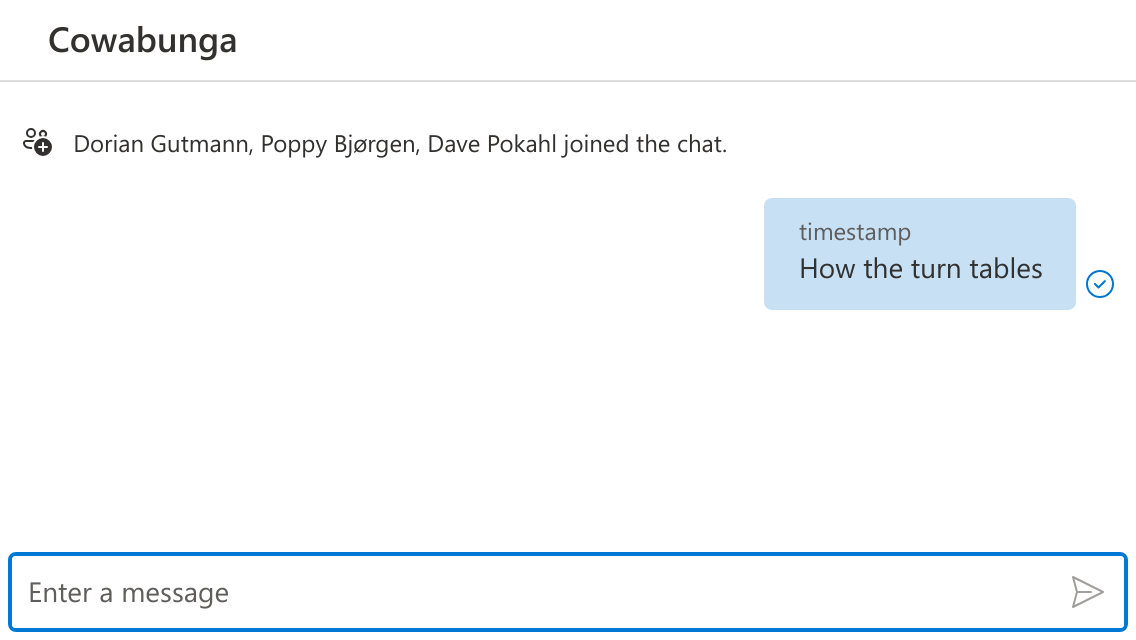 Cowabunga
Dorian Gutmann, Poppy Bjørgen, Dave Pokahl joined the chat.
timestamp
How the turn tables
Enter a message